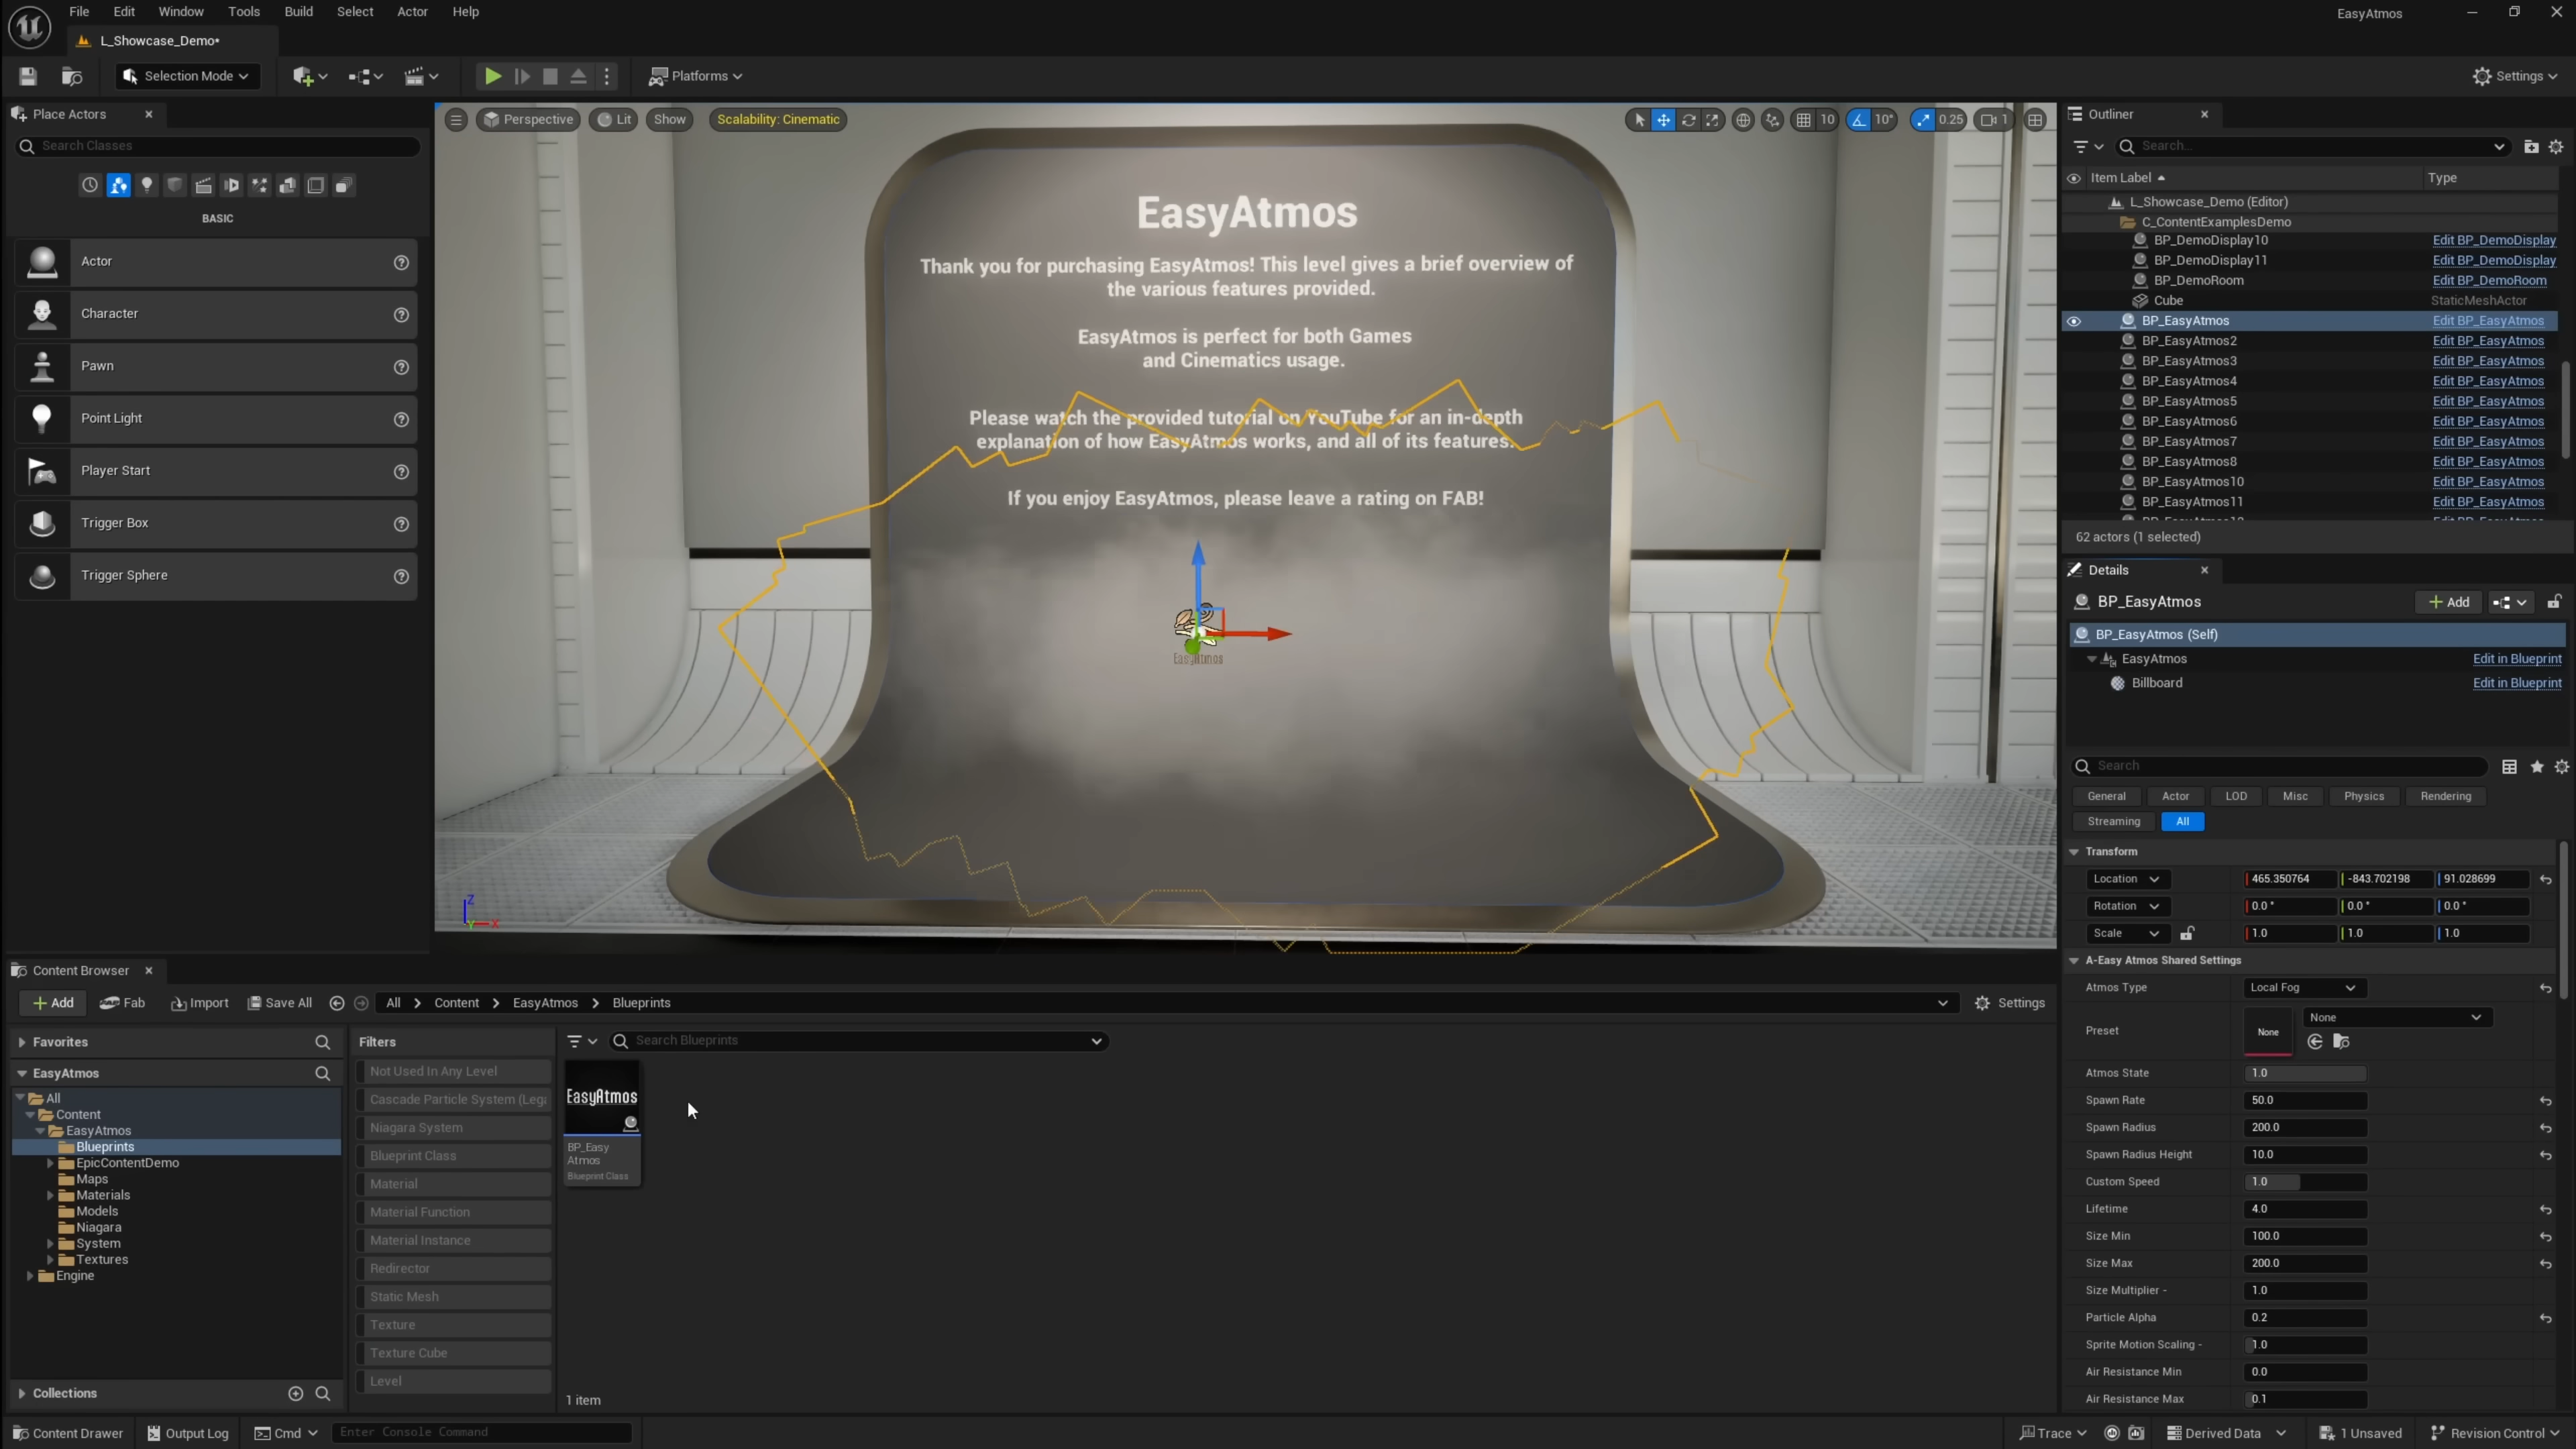 File Edit Window Tools Build Select Actor Help
EasyAtmos
L_Showcase_Demo*
Selection Mode
Platforms
Settings
Place Actors
Search Classes
BASIC
Actor
Character
Pawn
Point Light
Player Start
Trigger Box
Trigger Sphere
Perspective Lit Show Scalability: Cinematic
10 10° 0.25 1
EasyAtmos
Thank you for purchasing EasyAtmos! This level gives a brief overview of
the various features provided.
EasyAtmos is perfect for both Games
and Cinematics usage.
Please watch the provided tutorial on YouTube for an in-depth
explanation of how EasyAtmos works, and all of its features.
If you enjoy EasyAtmos, please leave a rating on FAB!
EasyAtmos
Z
X
Outliner
Search...
Item Label Type
L_Showcase_Demo (Editor)
C_ContentExamplesDemo
BP_DemoDisplay10 Edit BP_DemoDisplay
BP_DemoDisplay11 Edit BP_DemoDisplay
BP_DemoRoom Edit BP_DemoRoom
Cube StaticMeshActor
BP_EasyAtmos Edit BP_EasyAtmos
BP_EasyAtmos2 Edit BP_EasyAtmos
BP_EasyAtmos3 Edit BP_EasyAtmos
BP_EasyAtmos4 Edit BP_EasyAtmos
BP_EasyAtmos5 Edit BP_EasyAtmos
BP_EasyAtmos6 Edit BP_EasyAtmos
BP_EasyAtmos7 Edit BP_EasyAtmos
BP_EasyAtmos8 Edit BP_EasyAtmos
BP_EasyAtmos10 Edit BP_EasyAtmos
BP_EasyAtmos11 Edit BP_EasyAtmos
62 actors (1 selected)
Details
BP_EasyAtmos
+ Add
BP_EasyAtmos (Self)
EasyAtmos Edit in Blueprint
Billboard Edit in Blueprint
Search
General Actor LOD Misc Physics Rendering
Streaming All
Transform
Location 465.350764 -843.702198 91.028699
Rotation 0.0 ° 0.0 ° 0.0 °
Scale 1.0 1.0 1.0
A-Easy Atmos Shared Settings
Atmos Type Local Fog
Preset None None
Atmos State 1.0
Spawn Rate 50.0
Spawn Radius 200.0
Spawn Radius Height 10.0
Custom Speed 1.0
Lifetime 4.0
Size Min 100.0
Size Max 200.0
Size Multiplier - 1.0
Particle Alpha 0.2
Sprite Motion Scaling - 1.0
Air Resistance Min 0.0
Air Resistance Max 0.1
Content Browser
+ Add Fab Import Save All All > Content > EasyAtmos > Blueprints Settings
Favorites
EasyAtmos
All
Content
EasyAtmos
Blueprints
EpicContentDemo
Maps
Materials
Models
Niagara
System
Textures
Engine
Collections
Filters
Not Used In Any Level
Cascade Particle System (Lega
Niagara System
Blueprint Class
Material
Material Function
Material Instance
Redirector
Static Mesh
Texture
Texture Cube
Level
Search Blueprints
EasyAtmos
BP_Easy
Atmos
Blueprint Class
1 item
Content Drawer Output Log Cmd Enter Console Command Trace Derived Data 1 Unsaved Revision Control